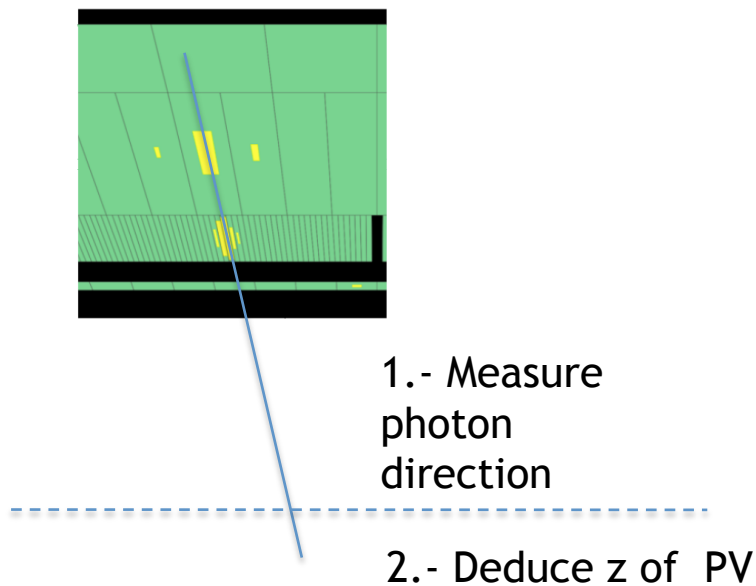 1.- Measure
photon
direction
2.- Deduce z of PV